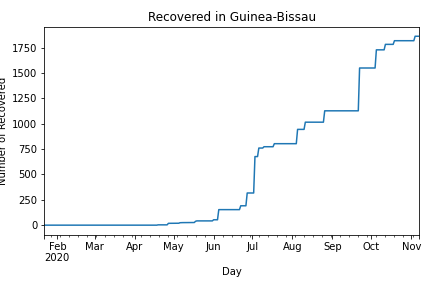 Recovered in Guinea-Bissau
Number of Recovered
1750
1500
1250
1000
750
500
250
0
Feb Mar Apr May Jun Jul Aug Sep Oct Nov
2020
Day